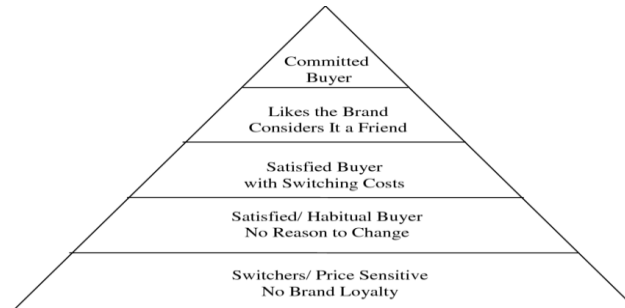 Committed
Buyer
Likes the Brand
Considers It a Friend
Satisfied Buyer
with Switching Costs
Satisfied/ Habitual Buyer
No Reason to Change
Switchers/ Price Sensitive
No Brand Loyalty